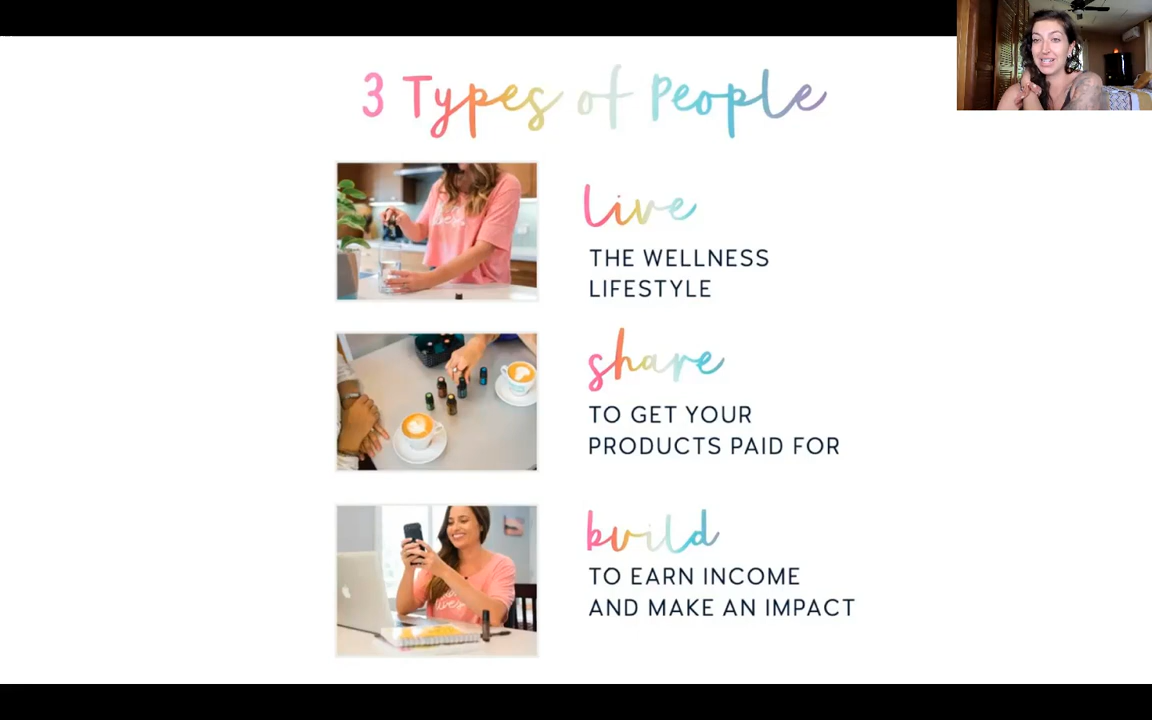 3 Types of People
live
THE WELLNESS
LIFESTYLE
share
TO GET YOUR
PRODUCTS PAID FOR
build
TO EARN INCOME
AND MAKE AN IMPACT